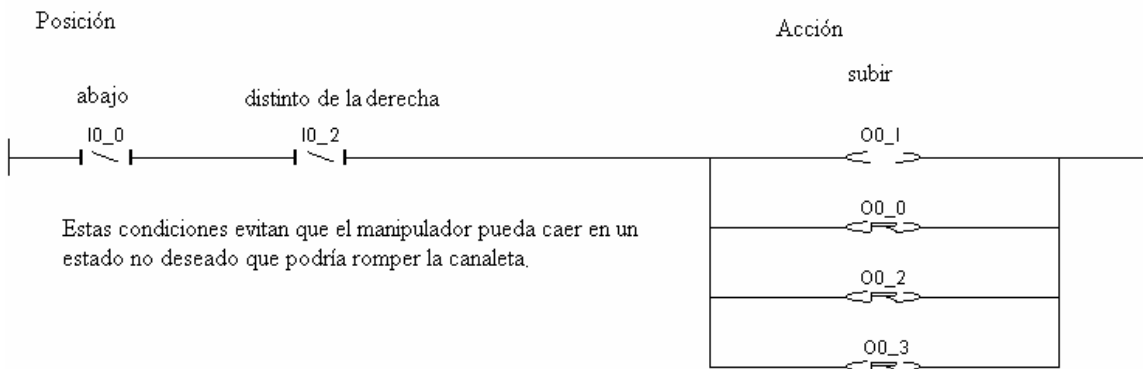 Posición
Acción
subir
abajo
distinto de la derecha
I0_0
I0_2
O0_1
O0_0
Estas condiciones evitan que el manipulador pueda caer en un
estado no deseado que podría romper la canaleta.
O0_2
O0_3